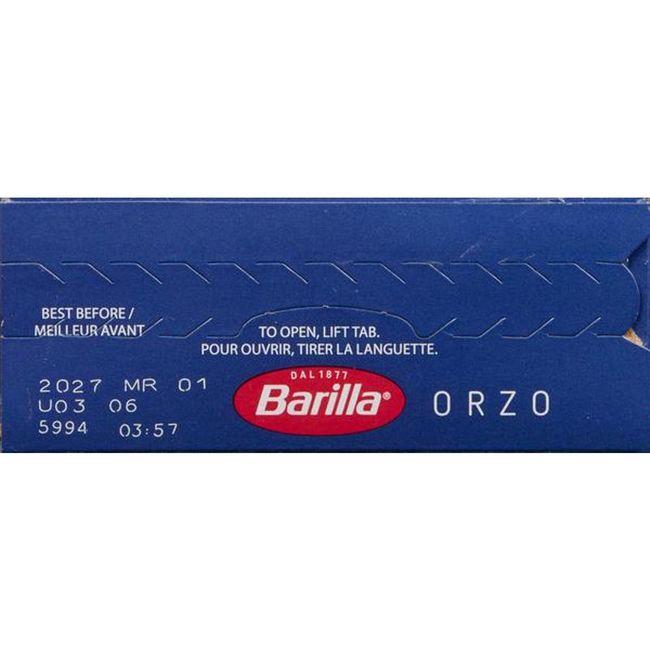 BEST BEFORE /
MEILLEUR AVANT
TO OPEN, LIFT TAB.
POUR OUVRIR, TIRER LA LANGUETTE.
2027 MR 01
U03 06
5994 03:57
DAL 1877
Barilla®
ORZO